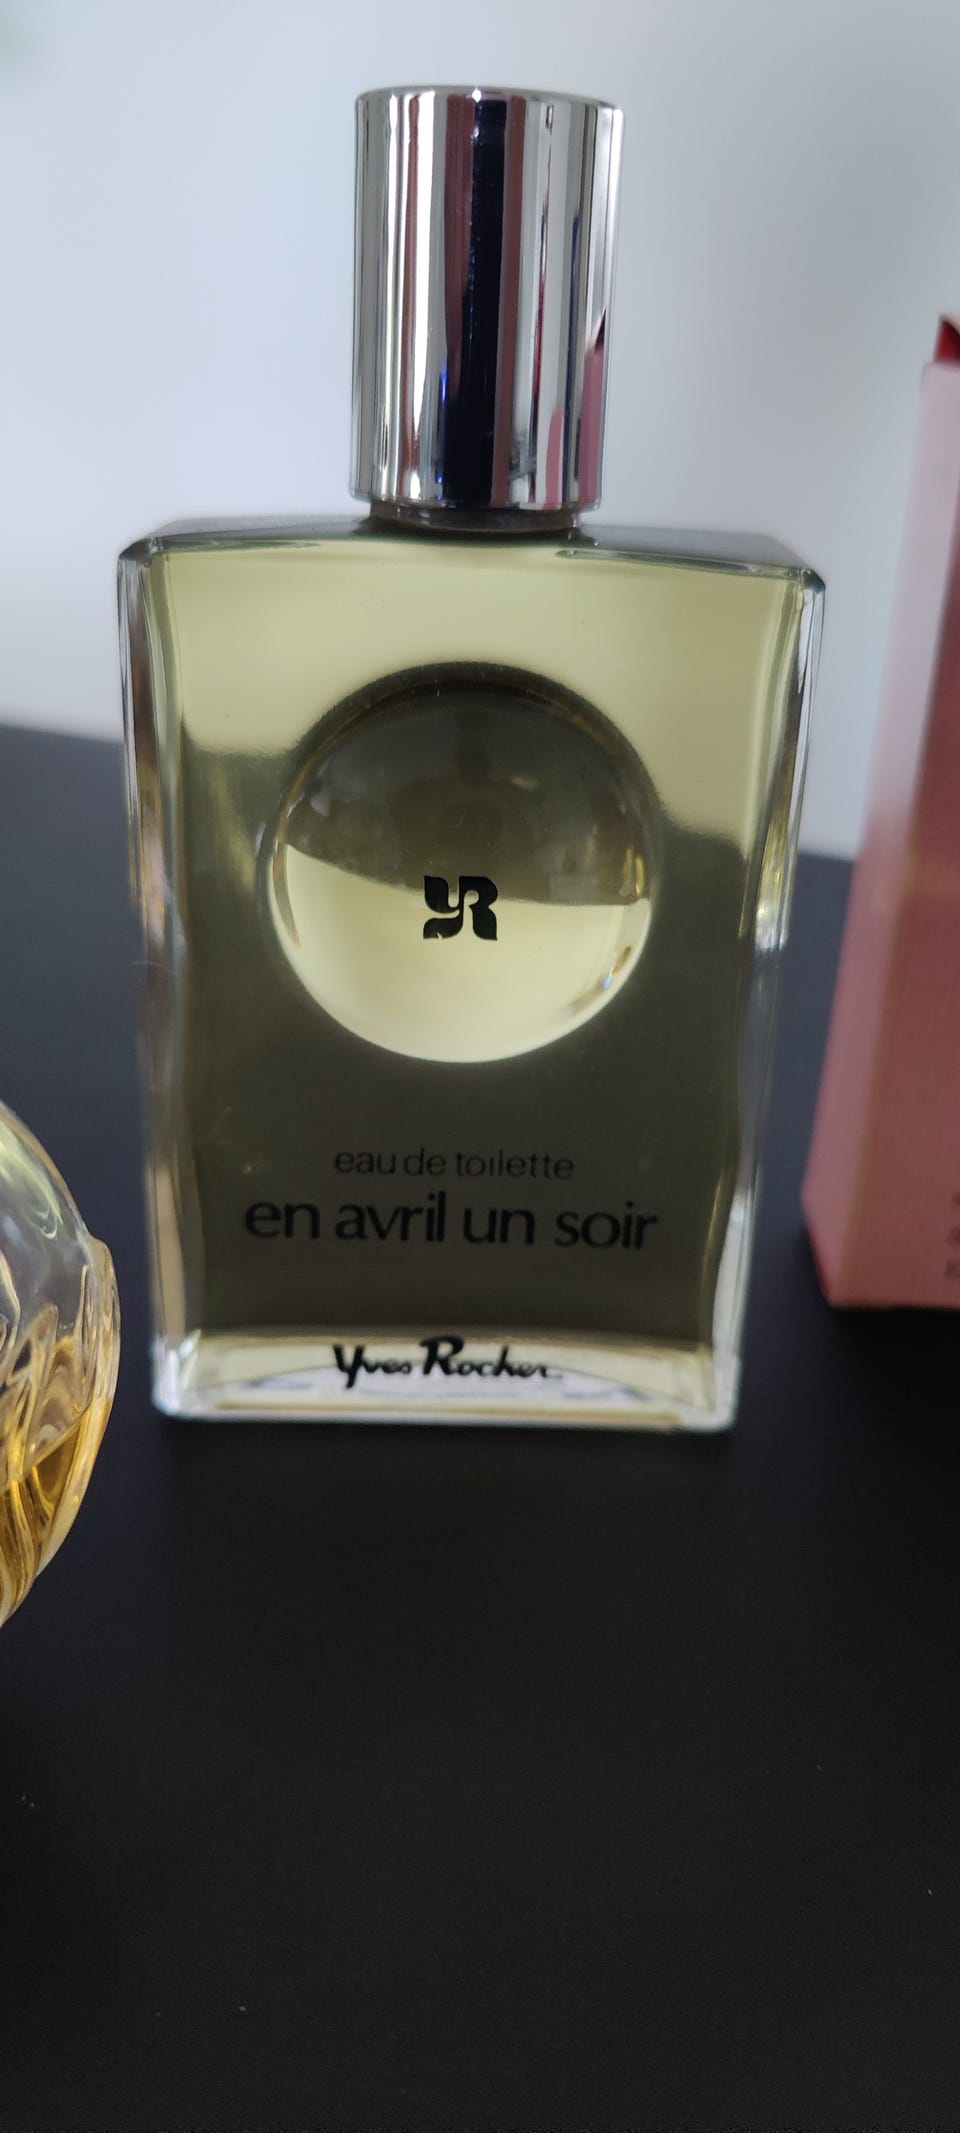 YR
eau de toilette
en avril un soir
Yves Rocher